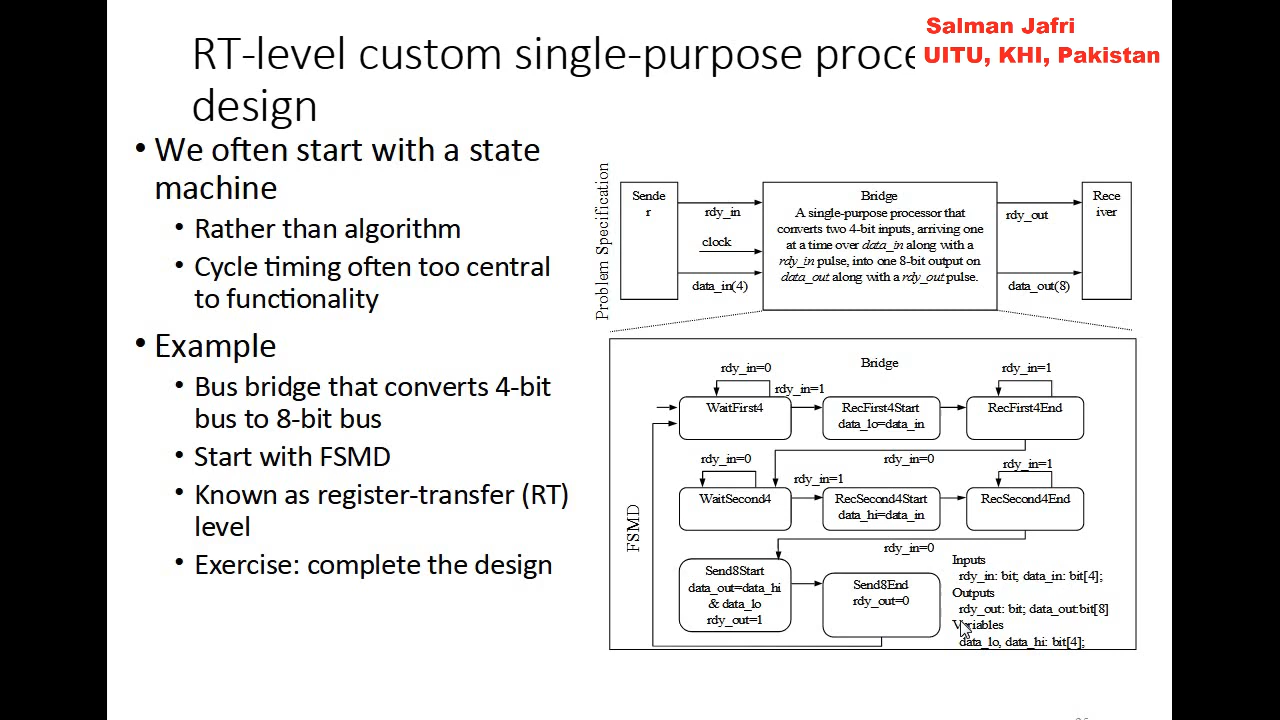 Salman Jafri
UITU, KHI, Pakistan
RT-level custom single-purpose proce
design
• We often start with a state
machine
• Rather than algorithm
• Cycle timing often too central
to functionality
• Example
• Bus bridge that converts 4-bit
bus to 8-bit bus
• Start with FSMD
• Known as register-transfer (RT)
level
• Exercise: complete the design
Problem Specification
Sende
r
rdy_in
clock
data_in(4)
Bridge
A single-purpose processor that
converts two 4-bit inputs, arriving one
at a time over data_in along with a
rdy_in pulse, into one 8-bit output on
data_out along with a rdy_out pulse.
rdy_out
data_out(8)
Rece
iver
FSMD
Bridge
rdy_in=0
rdy_in=1
rdy_in=1
WaitFirst4
RecFirst4Start
data_lo=data_in
RecFirst4End
rdy_in=0
rdy_in=0
rdy_in=1
rdy_in=1
WaitSecond4
RecSecond4Start
data_hi=data_in
RecSecond4End
rdy_in=0
Send8Start
data_out=data_hi
& data_lo
rdy_out=1
Send8End
rdy_out=0
Inputs
rdy_in: bit; data_in: bit[4];
Outputs
rdy_out: bit; data_out:bit[8]
Variables
data_lo, data_hi: bit[4];